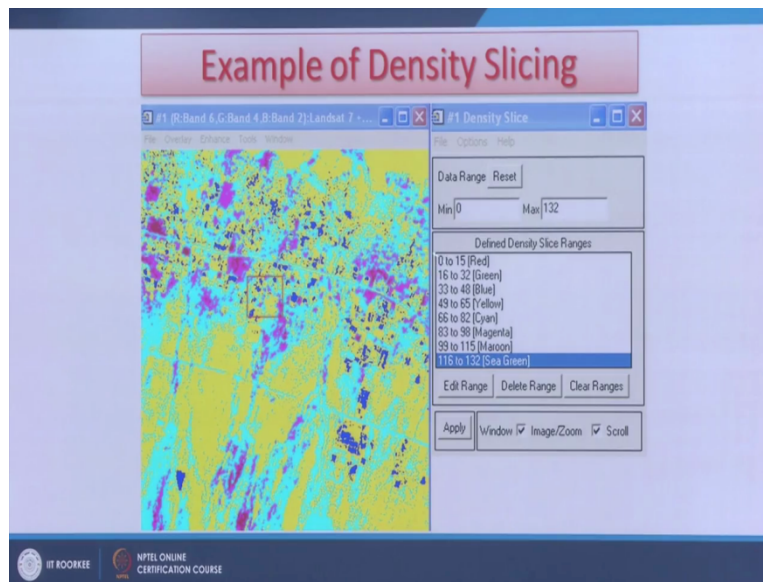 Example of Density Slicing
#1 (R:Band 6,G:Band 4,B:Band 2):Landsat 7 +...
File Overlay Enhance Tools Window
#1 Density Slice
File Options Help
Data Range Reset
Min 0 Max 132
Defined Density Slice Ranges
0 to 15 [Red]
16 to 32 [Green]
33 to 48 [Blue]
49 to 65 [Yellow]
66 to 82 [Cyan]
83 to 98 [Magenta]
99 to 115 [Maroon]
116 to 132 [Sea Green]
Edit Range Delete Range Clear Ranges
Apply Window Image/Zoom Scroll
IIT ROORKEE
NPTEL ONLINE
CERTIFICATION COURSE